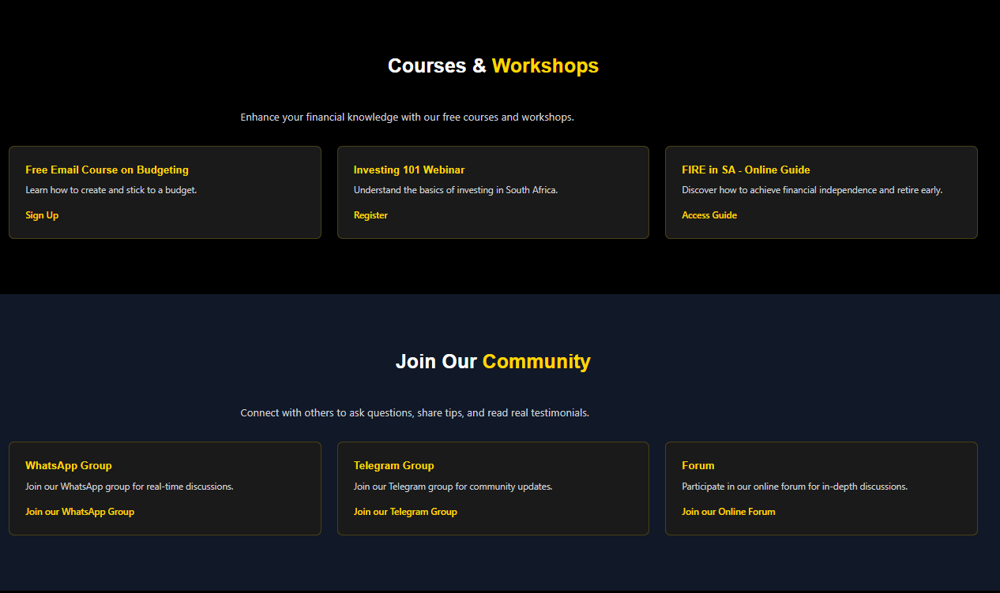 Courses & Workshops
Enhance your financial knowledge with our free courses and workshops.
Free Email Course on Budgeting
Learn how to create and stick to a budget.
Sign Up
Investing 101 Webinar
Understand the basics of investing in South Africa.
Register
FIRE in SA - Online Guide
Discover how to achieve financial independence and retire early.
Access Guide
Join Our Community
Connect with others to ask questions, share tips, and read real testimonials.
WhatsApp Group
Join our WhatsApp group for real-time discussions.
Join our WhatsApp Group
Telegram Group
Join our Telegram group for community updates.
Join our Telegram Group
Forum
Participate in our online forum for in-depth discussions.
Join our Online Forum